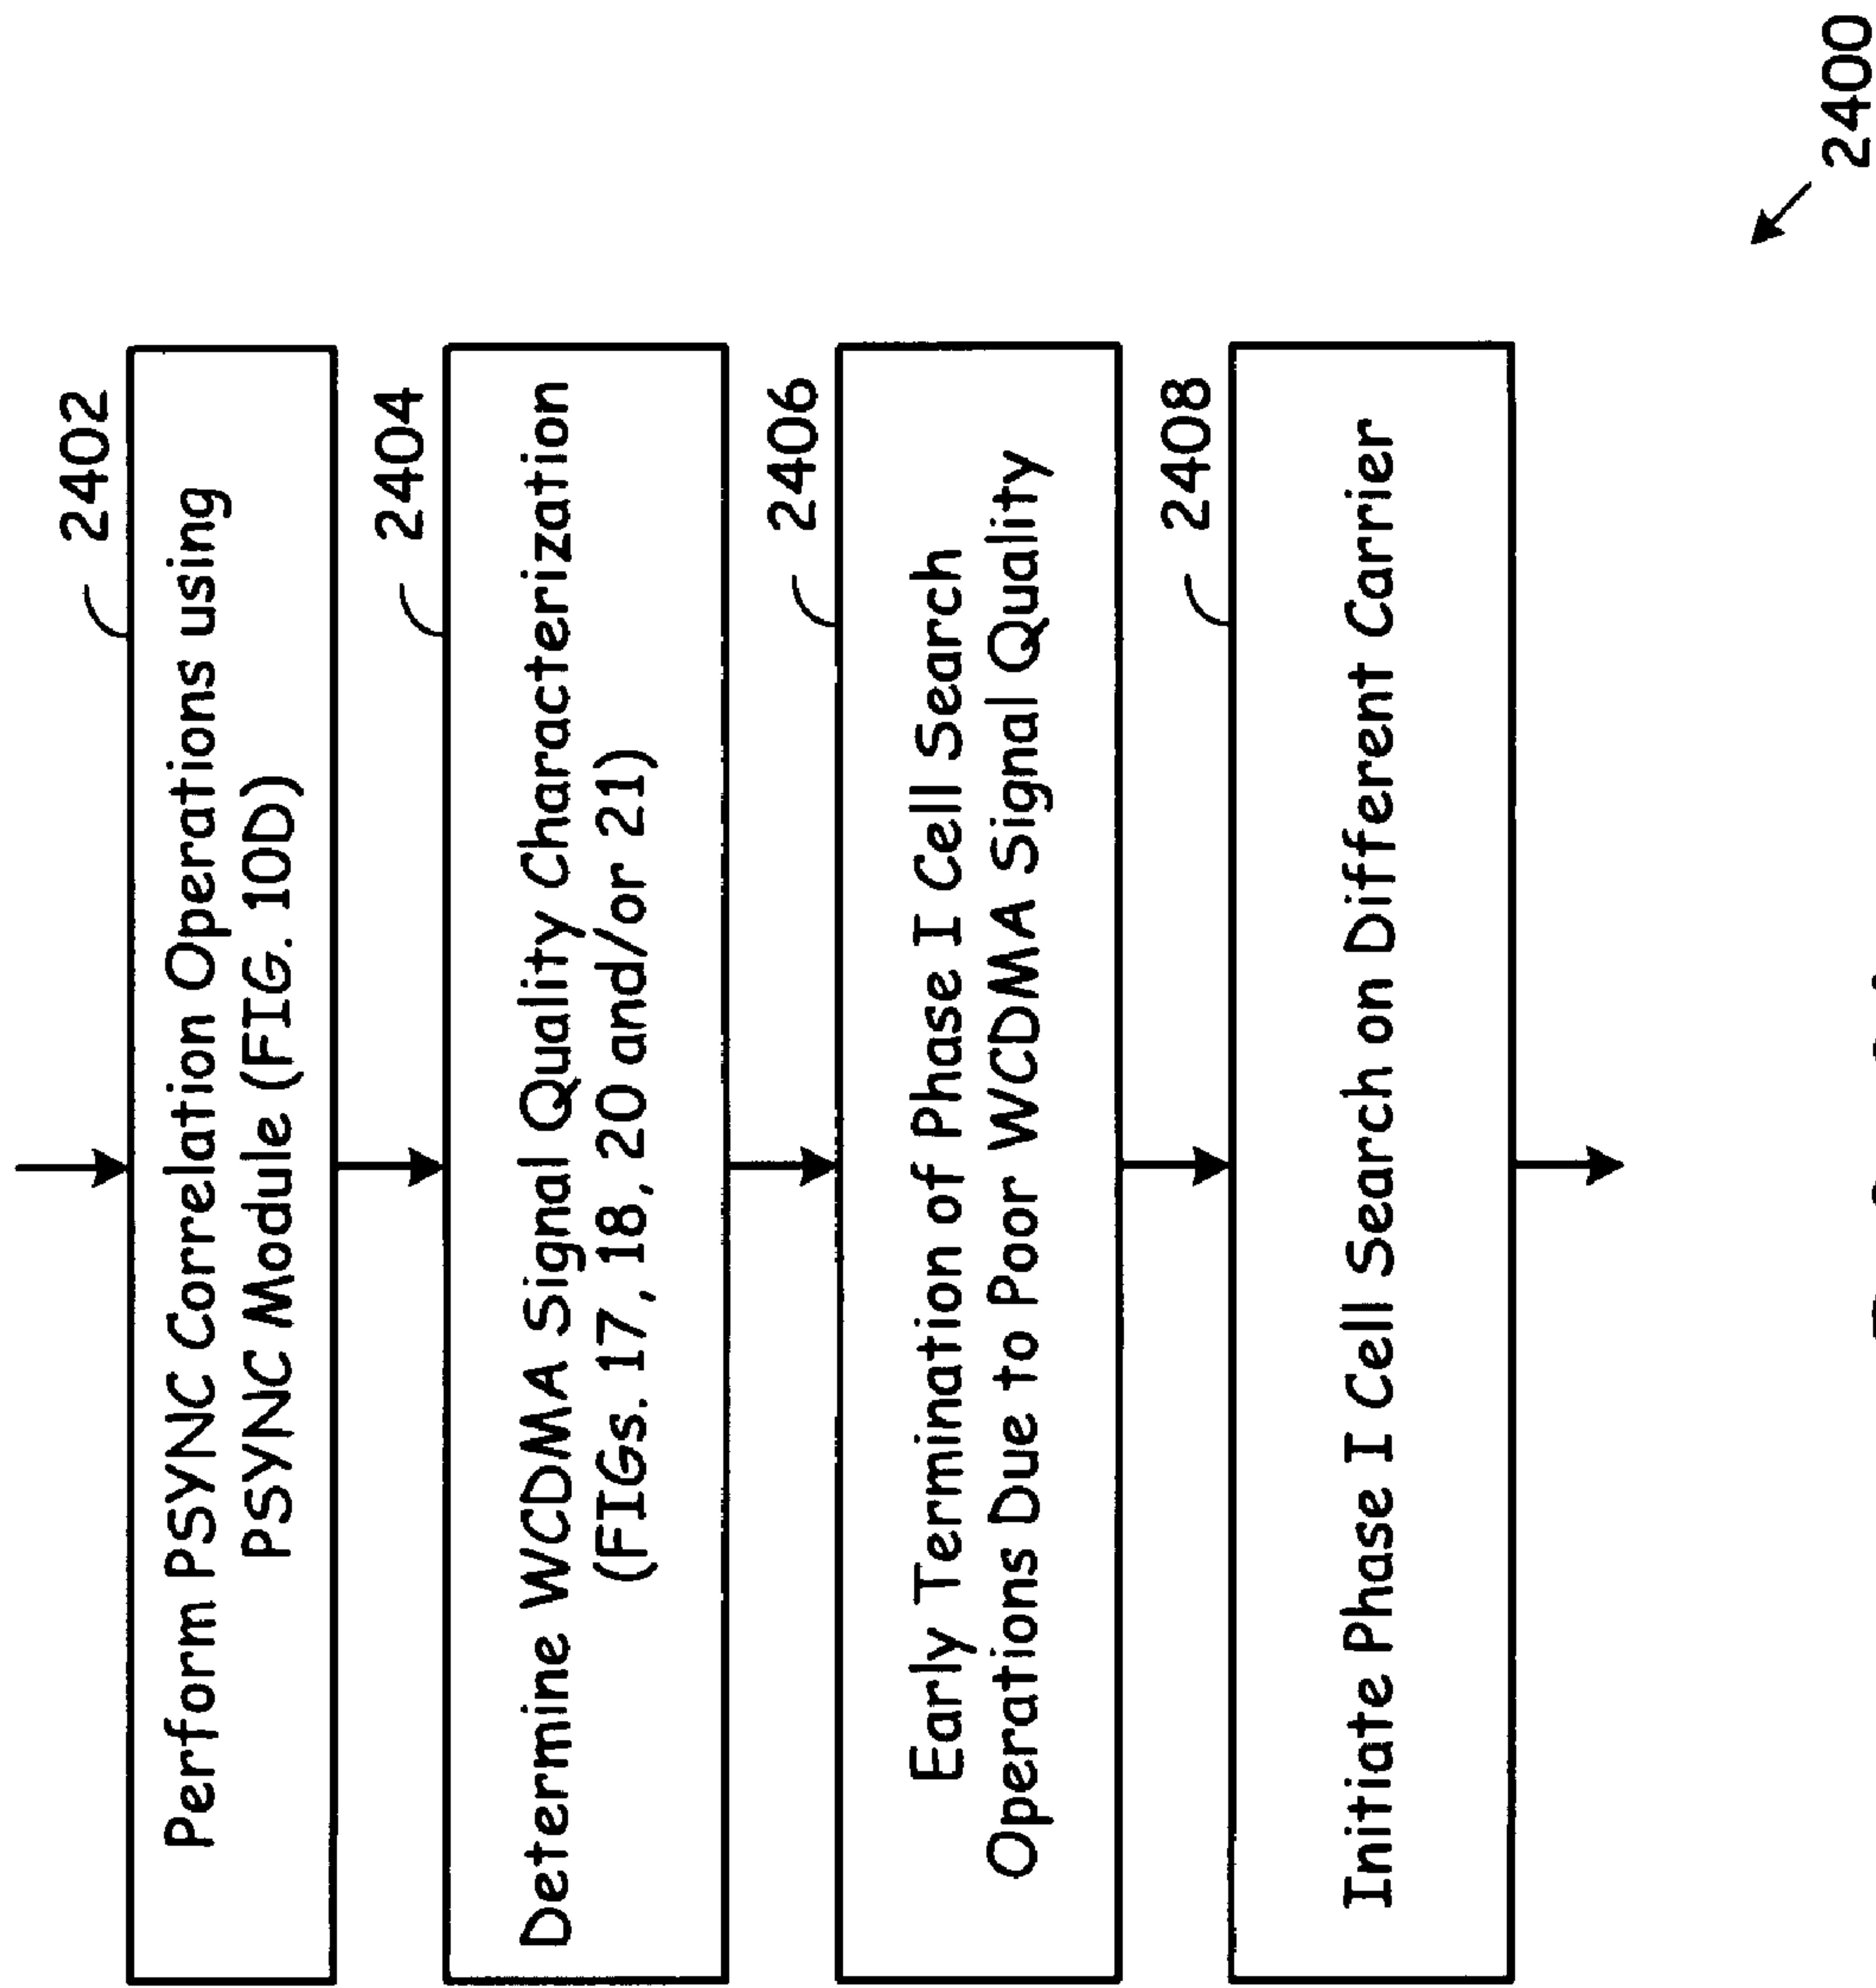 2402
Perform PSYNC Correlation Operations using
PSYNC Module (FIG. 10D)
2404
Determine WCDMA Signal Quality Characterization
(FIGs. 17, 18, 20 and/or 21)
2406
Early Termination of Phase I Cell Search
Operations Due to Poor WCDMA Signal Quality
2408
Initiate Phase I Cell Search on Different Carrier
2400